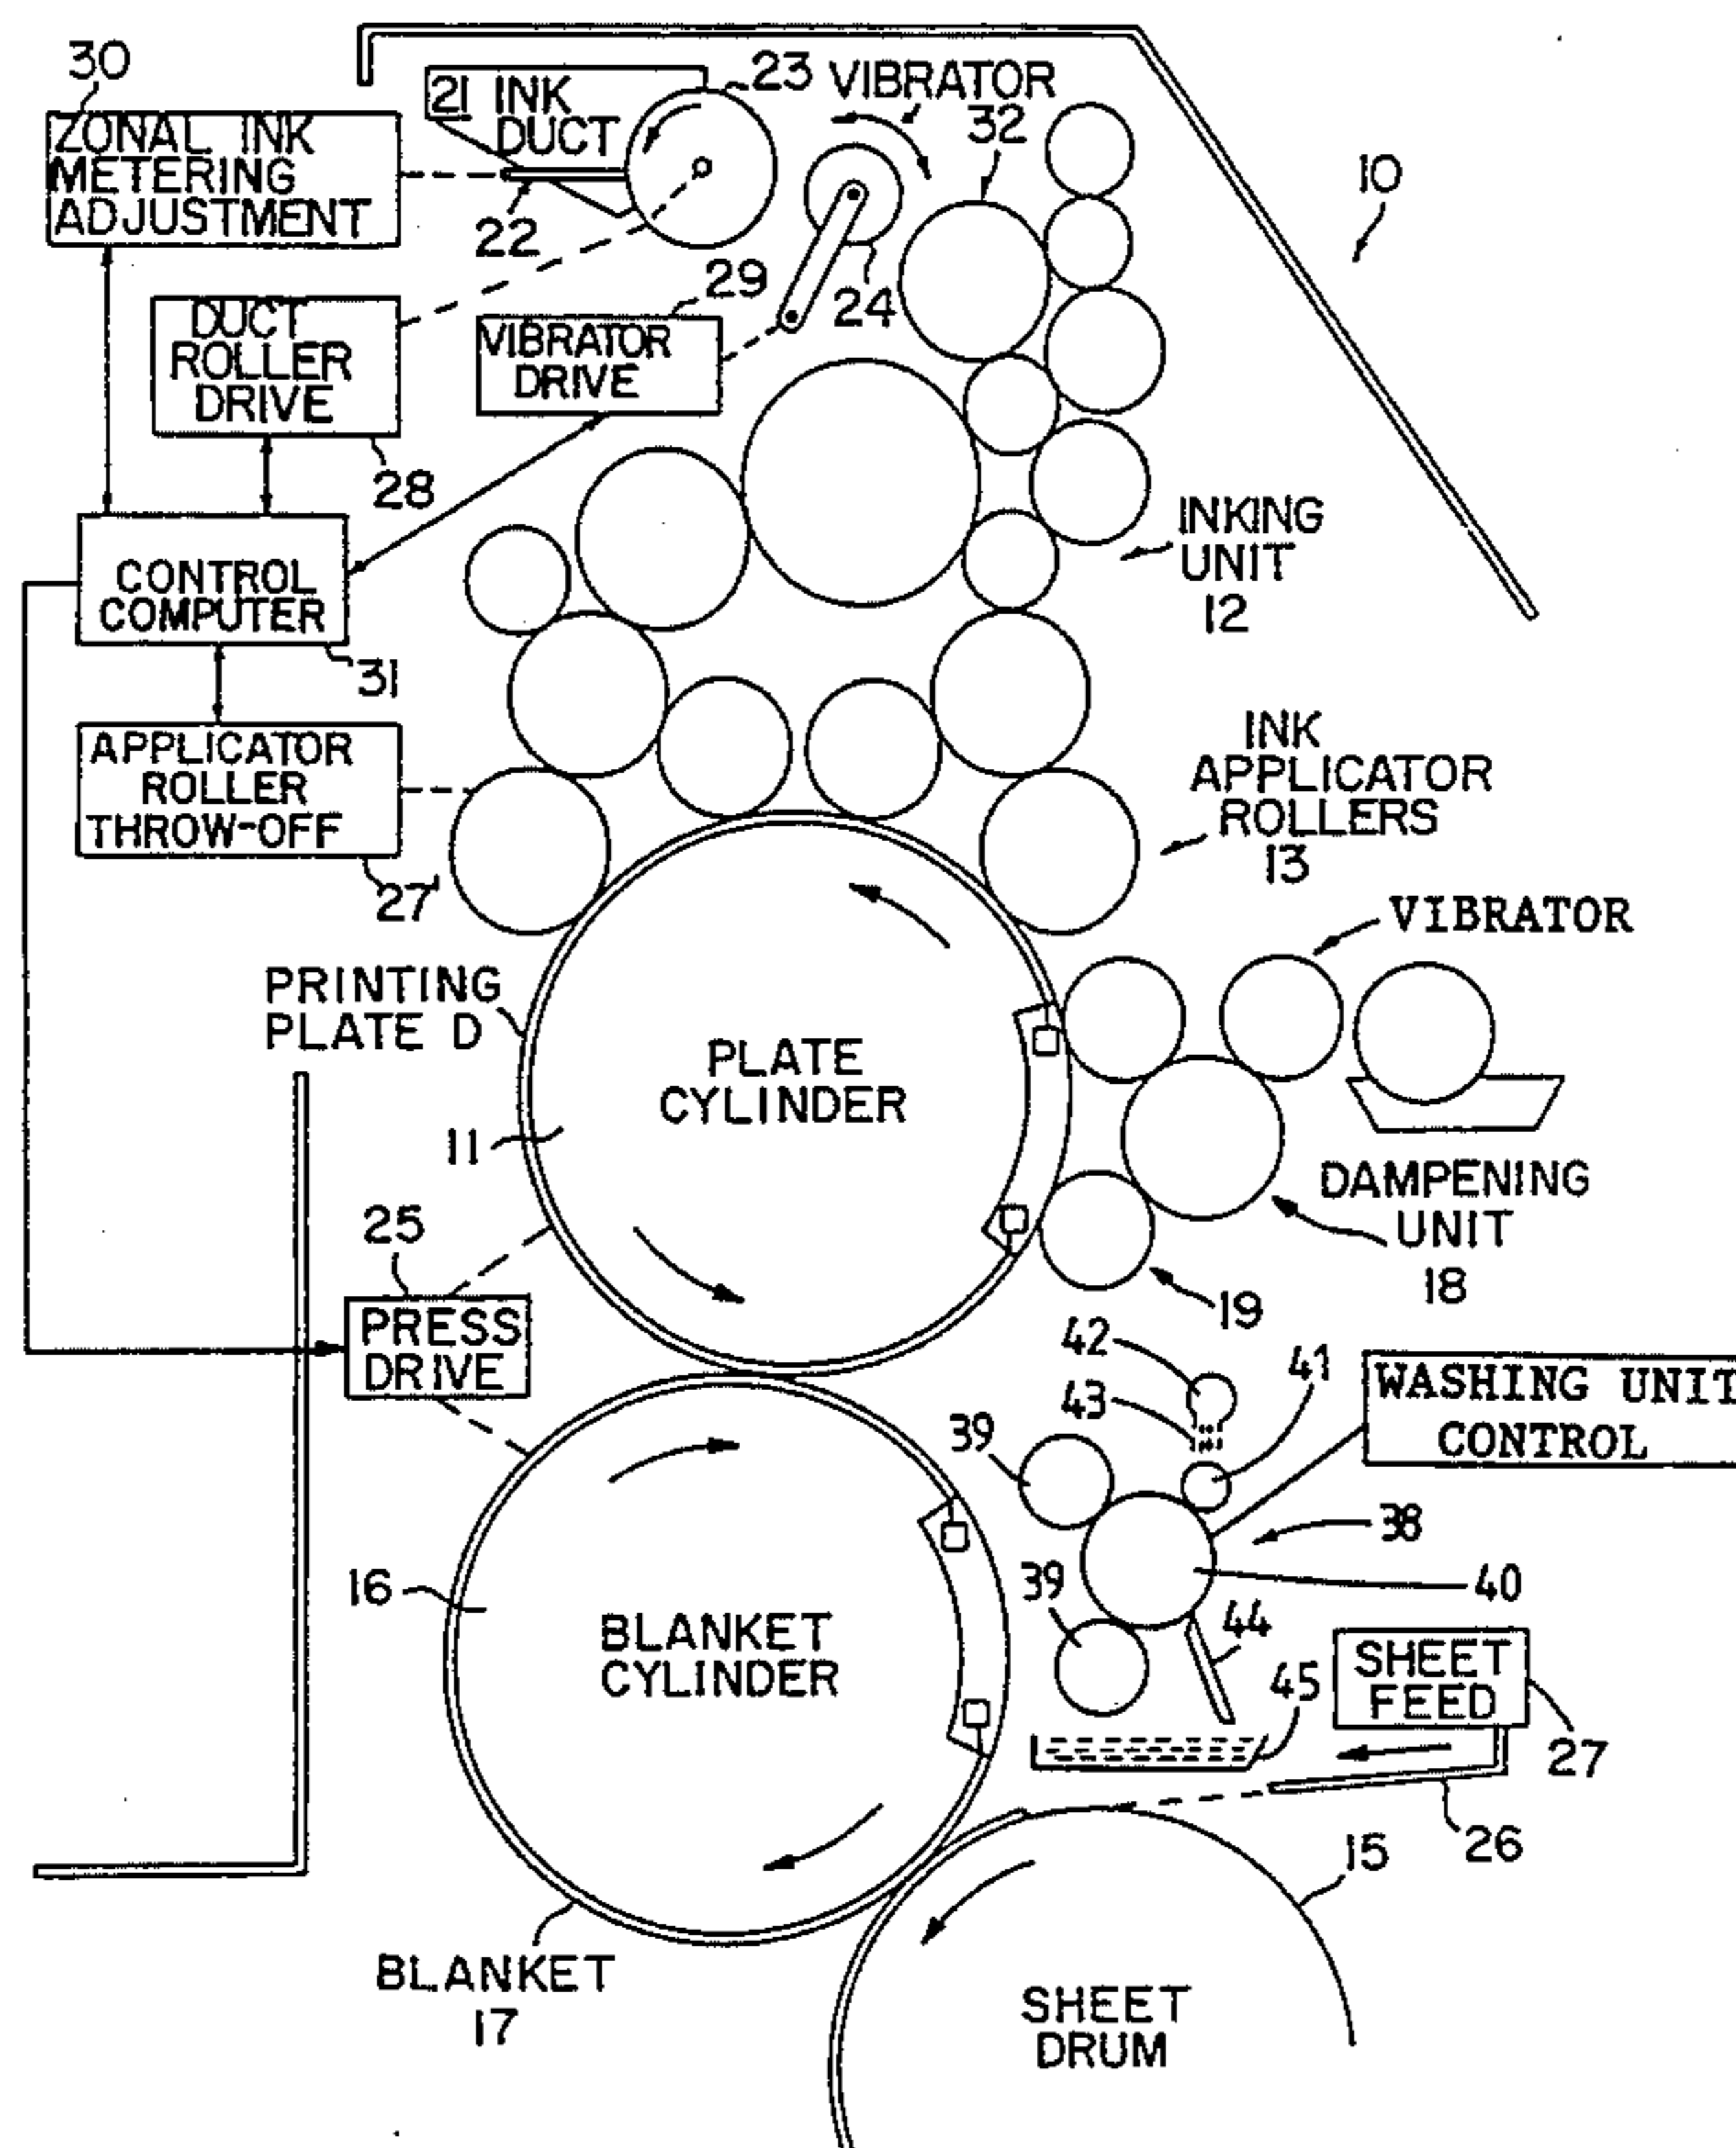 30
ZONAL INK
METERING
ADJUSTMENT
21 INK
DUCT
23
VIBRATOR
32
10
22
29
24
DUCT
ROLLER
DRIVE
28
VIBRATOR
DRIVE
CONTROL
COMPUTER
31
INKING
UNIT
12
APPLICATOR
ROLLER
THROW-OFF
27'
INK
APPLICATOR
ROLLERS
13
VIBRATOR
PRINTING
PLATE D
PLATE
CYLINDER
11
DAMPENING
UNIT
18
19
25
PRESS
DRIVE
42
43
41
39
WASHING UNIT
CONTROL
38
40
39
44
45
16
BLANKET
CYLINDER
SHEET
FEED
27
26
15
BLANKET
17
SHEET
DRUM